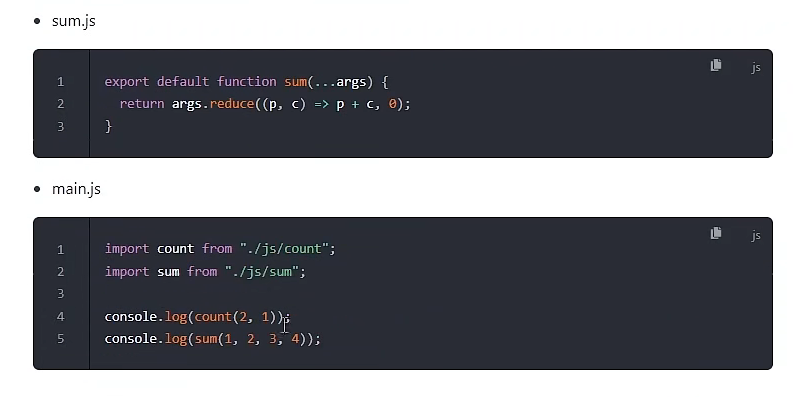 sum.js
js
1 export default function sum(...args) {
2   return args.reduce((p, c) => p + c, 0);
3 }
main.js
js
1 import count from "./js/count";
2 import sum from "./js/sum";
3
4 console.log(count(2, 1));
5 console.log(sum(1, 2, 3, 4));